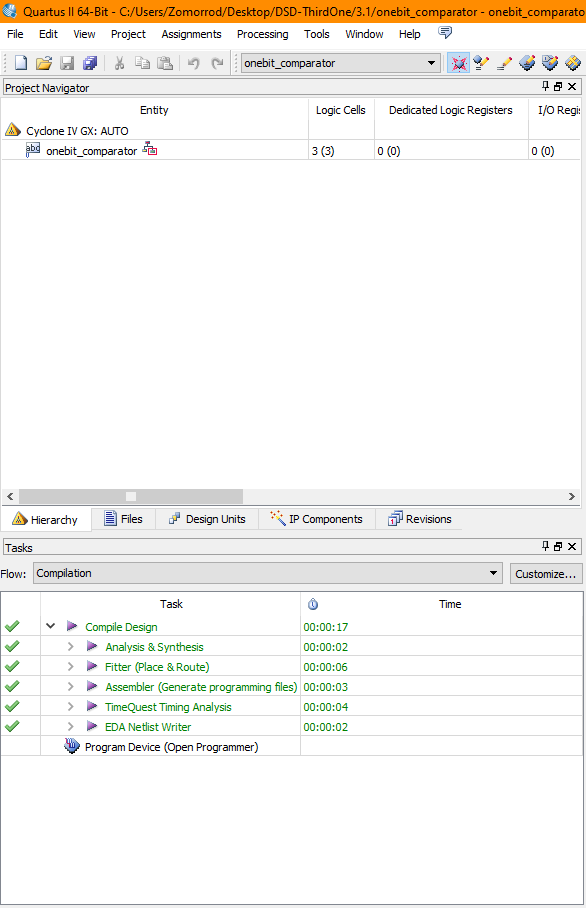 Quartus II 64-Bit - C:/Users/Zomorrod/Desktop/DSD-ThirdOne/3.1/onebit_comparator - onebit_comparato
File Edit View Project Assignments Processing Tools Window Help
onebit_comparator
Project Navigator
Entity Logic Cells Dedicated Logic Registers I/O Regi
Cyclone IV GX: AUTO
abd onebit_comparator 3 (3) 0 (0) 0 (0)
Hierarchy Files Design Units IP Components Revisions
Tasks
Flow: Compilation Customize...
Task Time
Compile Design 00:00:17
Analysis & Synthesis 00:00:02
Fitter (Place & Route) 00:00:06
Assembler (Generate programming files) 00:00:03
TimeQuest Timing Analysis 00:00:04
EDA Netlist Writer 00:00:02
Program Device (Open Programmer)